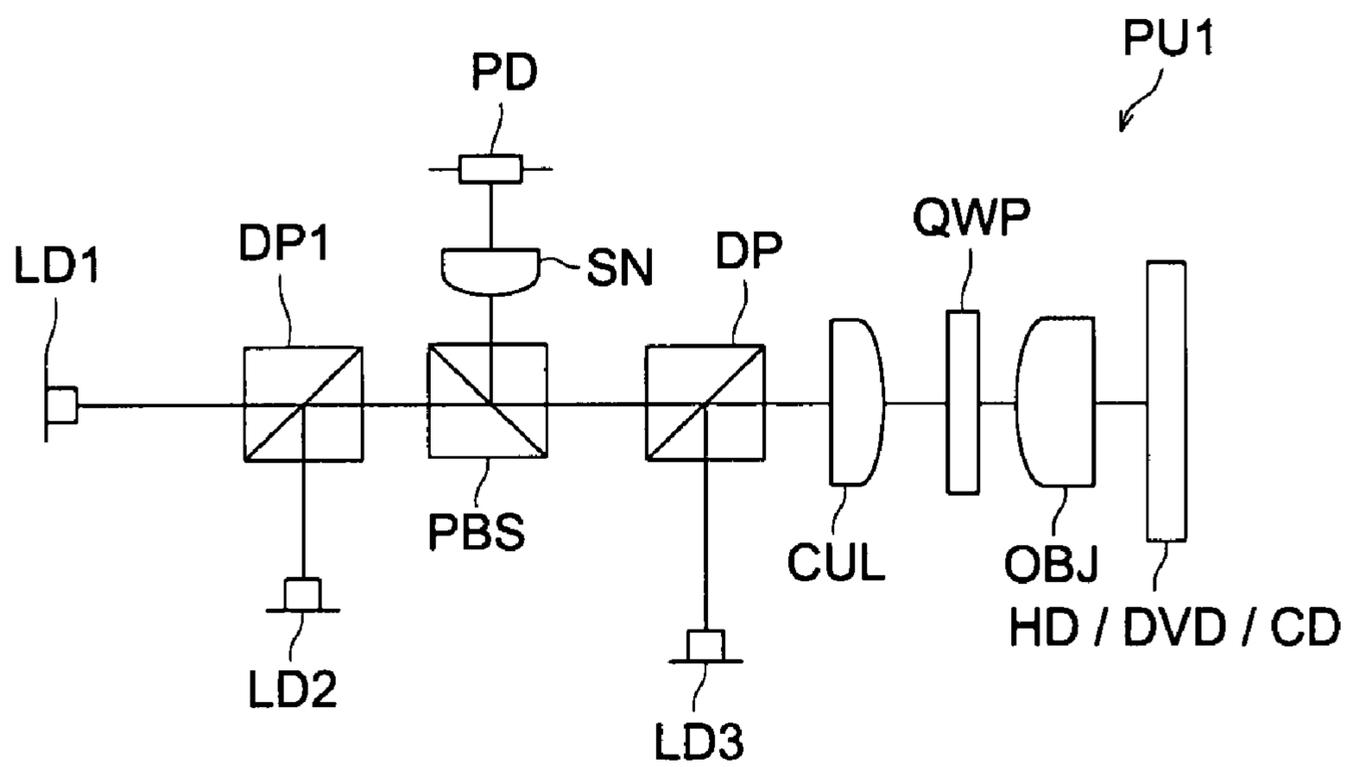 PU1
PD
QWP
DP1
DP
LD1
SN
PBS
CUL
OBJ
HD / DVD / CD
LD2
LD3